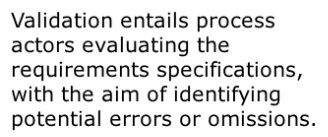 Validation entails process
actors evaluating the
requirements specifications,
with the aim of identifying
potential errors or omissions.